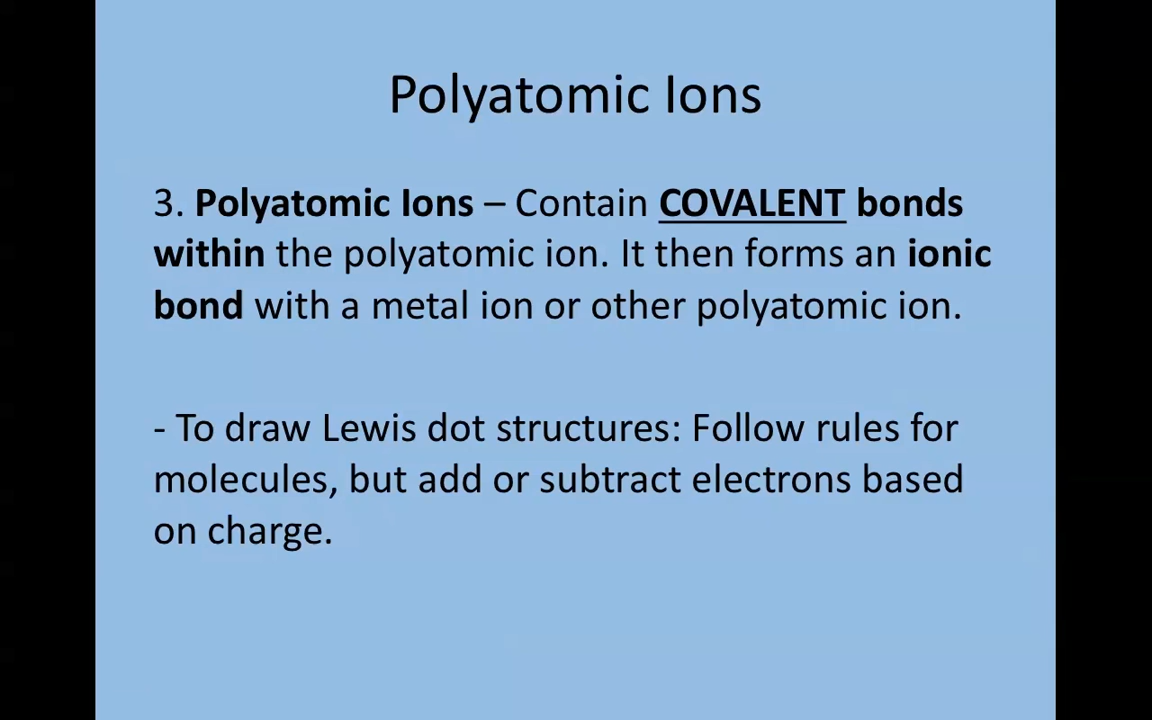 Polyatomic Ions
3. Polyatomic Ions – Contain COVALENT bonds
within the polyatomic ion. It then forms an ionic
bond with a metal ion or other polyatomic ion.
- To draw Lewis dot structures: Follow rules for
molecules, but add or subtract electrons based
on charge.